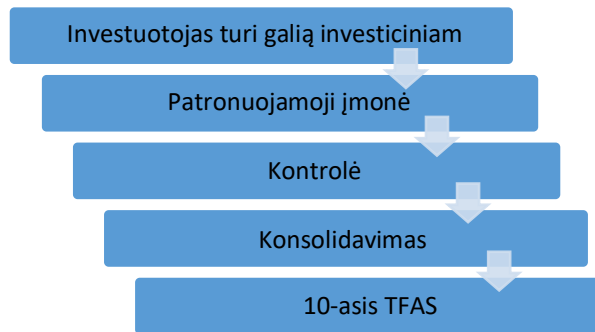 Investuotojas turi galią investiciniam
Patronuojamoji įmonė
Kontrolė
Konsolidavimas
10-asis TFAS